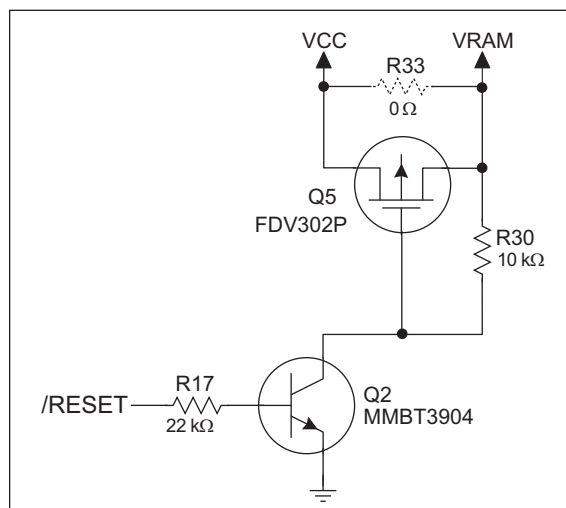 VCC
VRAM
R33
0 Ω
Q5
FDV302P
R30
10 kΩ
R17
/RESET
22 kΩ
Q2
MMBT3904